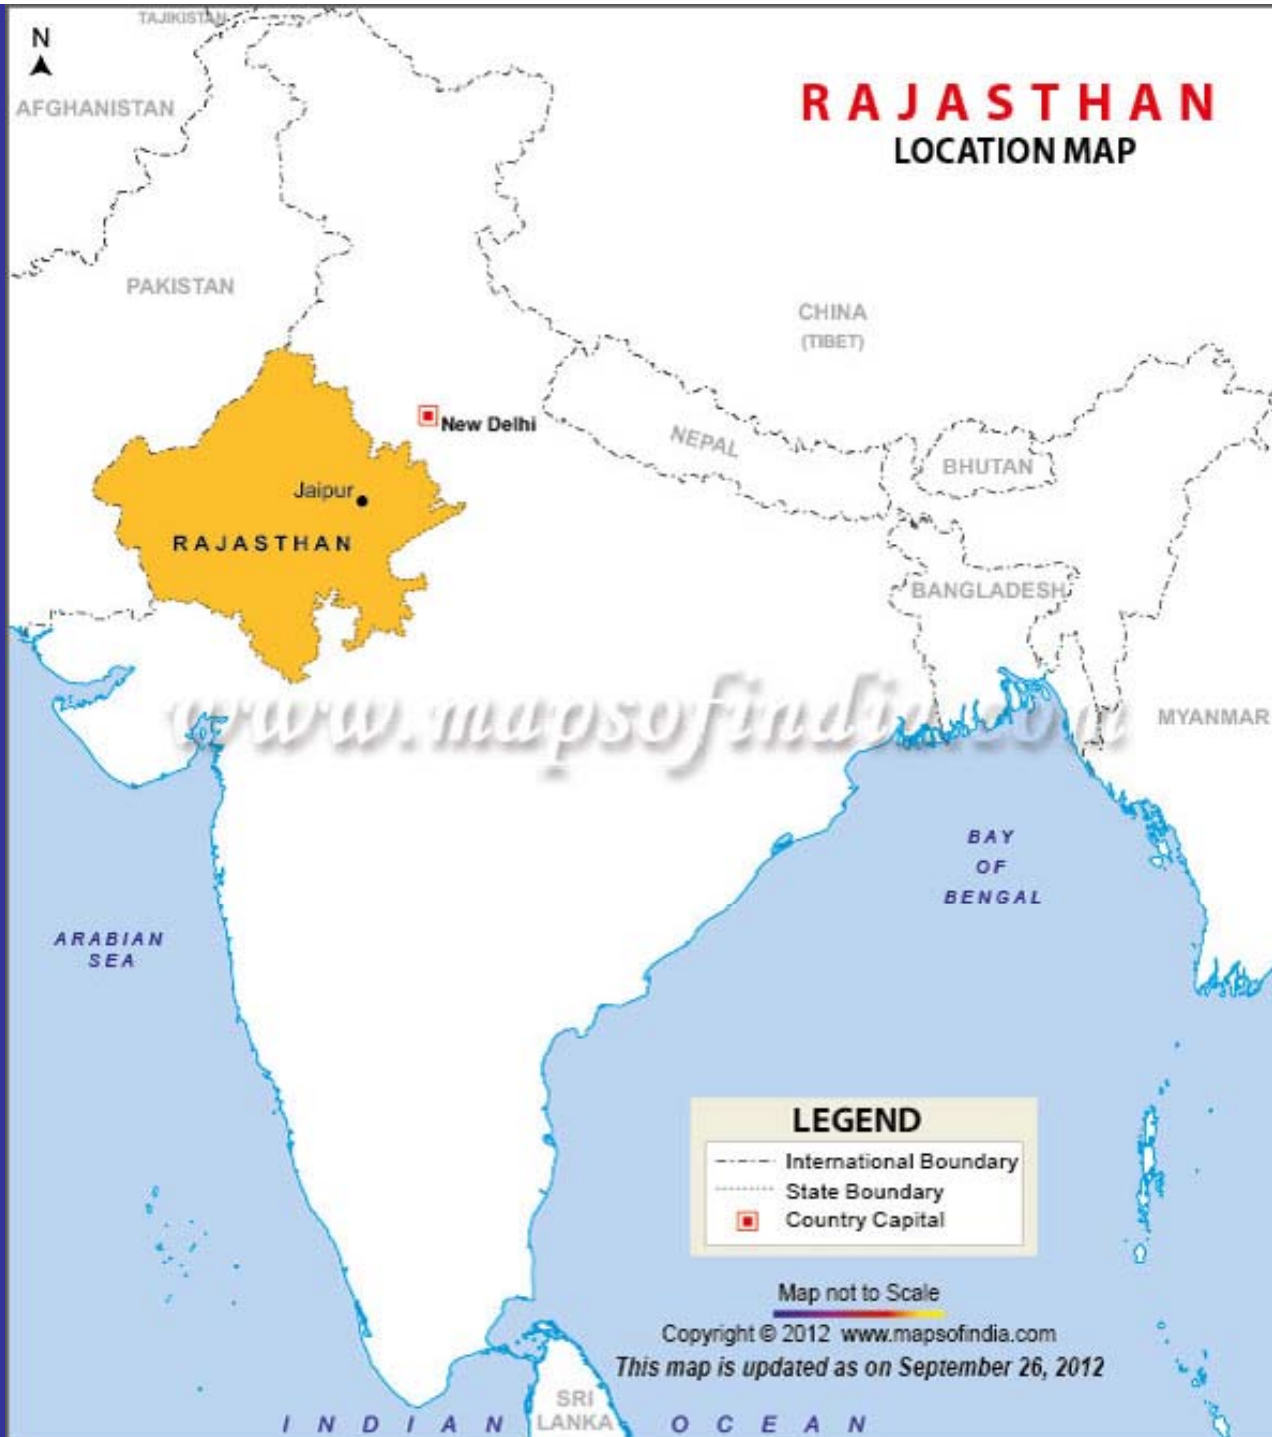 TAJIKISTAN
N
AFGHANISTAN
RAJASTHAN
LOCATION MAP
PAKISTAN
CHINA
(TIBET)
New Delhi
NEPAL
BHUTAN
Jaipur
RAJASTHAN
BANGLADESH
www.mapsofindia.com
MYANMAR
BAY
OF
BENGAL
ARABIAN
SEA
LEGEND
International Boundary
State Boundary
Country Capital
Map not to Scale
Copyright © 2012 www.mapsofindia.com
This map is updated as on September 26, 2012
SRI
LANKA
INDIAN OCEAN